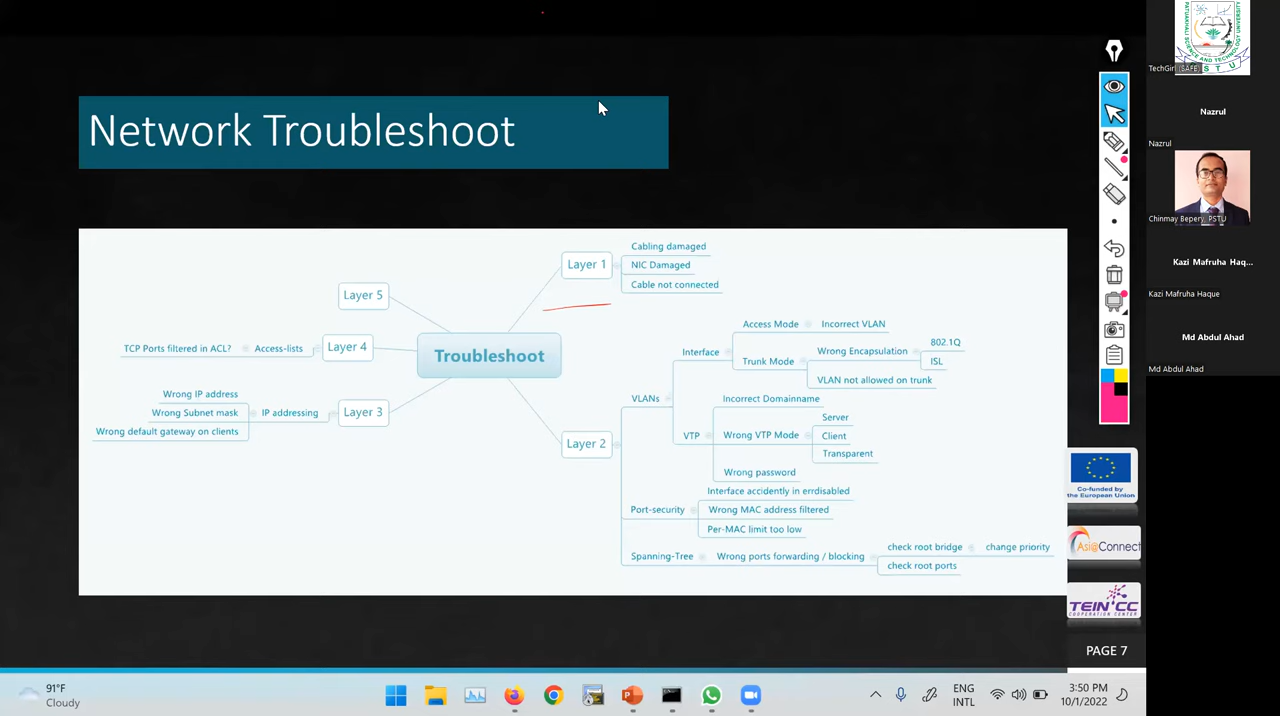 Network Troubleshoot
Troubleshoot
Layer 1
Cabling damaged
NIC Damaged
Cable not connected
Layer 2
VLANs
Interface
Access Mode
Incorrect VLAN
Trunk Mode
Wrong Encapsulation
802.1Q
ISL
VLAN not allowed on trunk
VTP
Incorrect Domainname
Wrong VTP Mode
Server
Client
Transparent
Wrong password
Port-security
Interface accidently in errdisabled
Wrong MAC address filtered
Per-MAC limit too low
Spanning-Tree
Wrong ports forwarding / blocking
check root bridge
change priority
check root ports
Layer 3
IP addressing
Wrong IP address
Wrong Subnet mask
Wrong default gateway on clients
Layer 4
Access-lists
TCP Ports filtered in ACL?
Layer 5
Co-funded by
the European Union
Asi@Connect
TEIN*CC
COOPERATION CENTER
PAGE 7
TechGirl (SAFE)
Nazrul
Nazrul
Chinmay Bepery, PSTU
Kazi Mafruha Haq...
Kazi Mafruha Haque
Md Abdul Ahad
Md Abdul Ahad
91°F
Cloudy
ENG
INTL
3:50 PM
10/1/2022